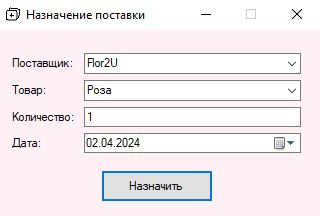 Назначение поставки
Поставщик: Flor2U
Товар: Роза
Количество: 1
Дата: 02.04.2024
Назначить